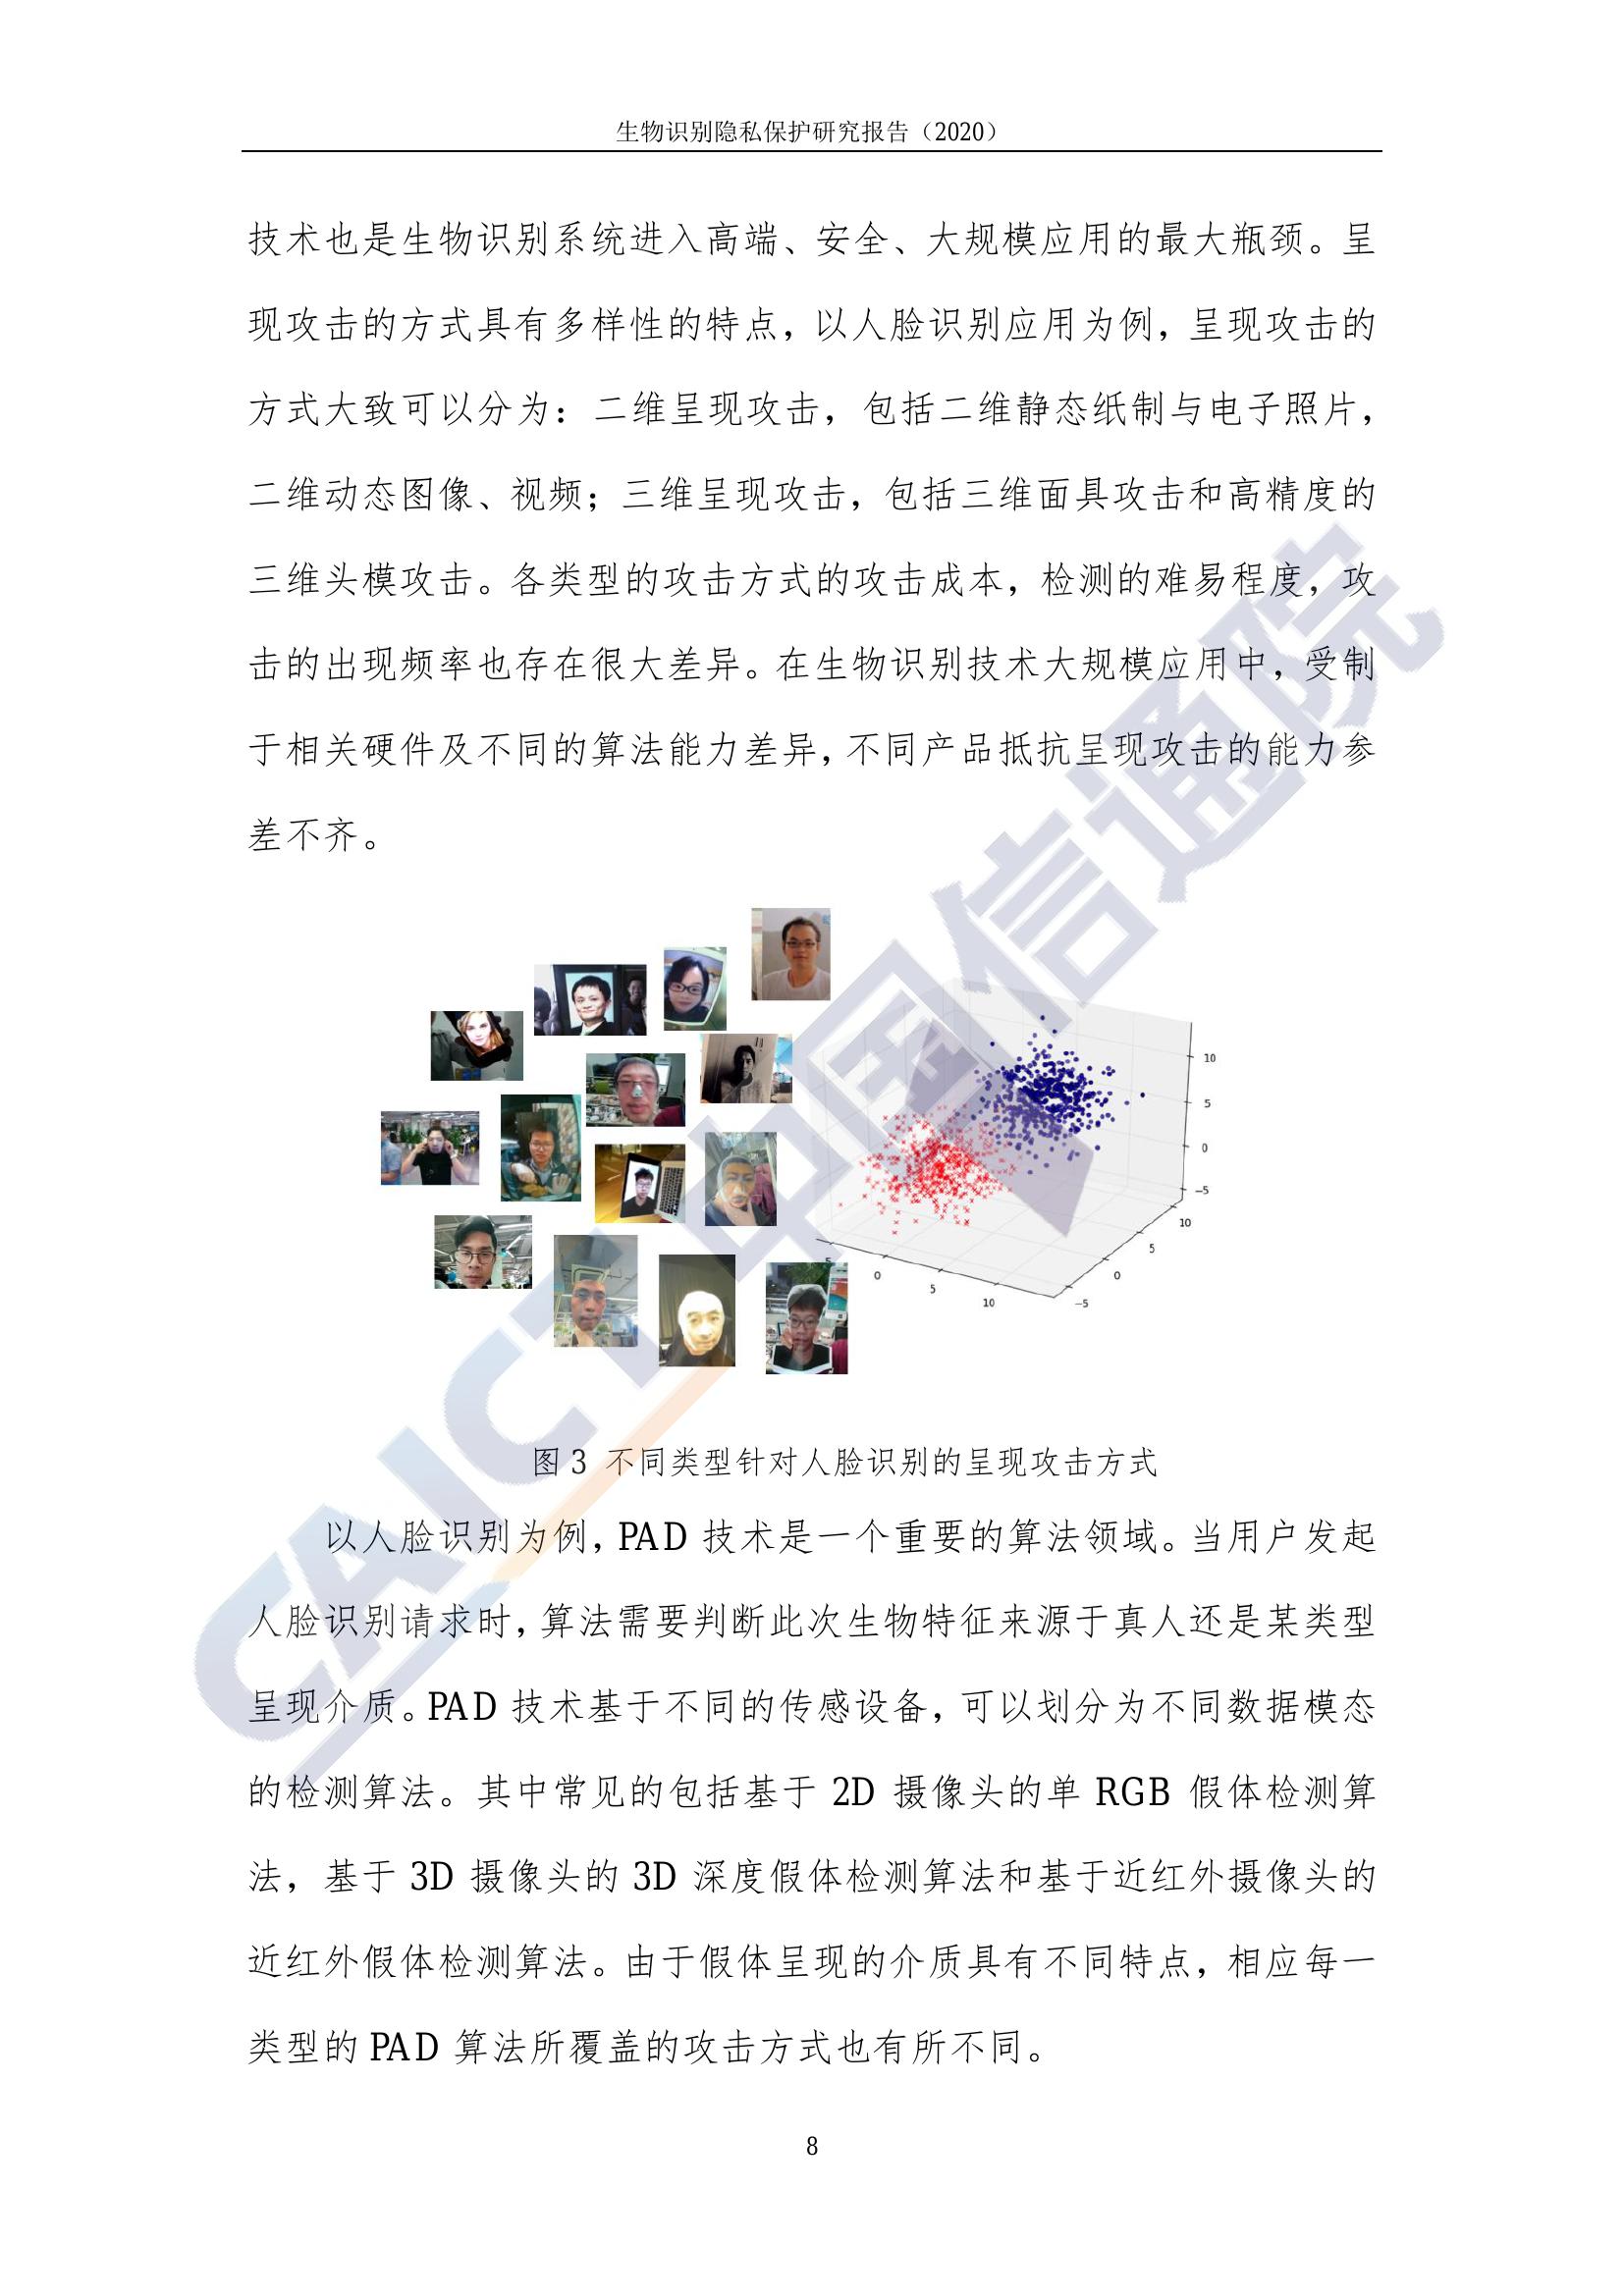 生物识别隐私保护研究报告（2020）
技术也是生物识别系统进入高端、安全、大规模应用的最大瓶颈。呈
现攻击的方式具有多样性的特点，以人脸识别应用为例，呈现攻击的
方式大致可以分为：二维呈现攻击，包括二维静态纸制与电子照片，
二维动态图像、视频；三维呈现攻击，包括三维面具攻击和高精度的
三维头模攻击。各类型的攻击方式的攻击成本，检测的难易程度，攻
击的出现频率也存在很大差异。在生物识别技术大规模应用中，受制
于相关硬件及不同的算法能力差异，不同产品抵抗呈现攻击的能力参
差不齐。
10
5
0
-5
10
5
0
-5
5
0
5
10
图 3 不同类型针对人脸识别的呈现攻击方式
以人脸识别为例，PAD 技术是一个重要的算法领域。当用户发起
人脸识别请求时，算法需要判断此次生物特征来源于真人还是某类型
呈现介质。PAD 技术基于不同的传感设备，可以划分为不同数据模态
的检测算法。其中常见的包括基于 2D 摄像头的单 RGB 假体检测算
法，基于 3D 摄像头的 3D 深度假体检测算法和基于近红外摄像头的
近红外假体检测算法。由于假体呈现的介质具有不同特点，相应每一
类型的 PAD 算法所覆盖的攻击方式也有所不同。
8
CAICT 中国信通院